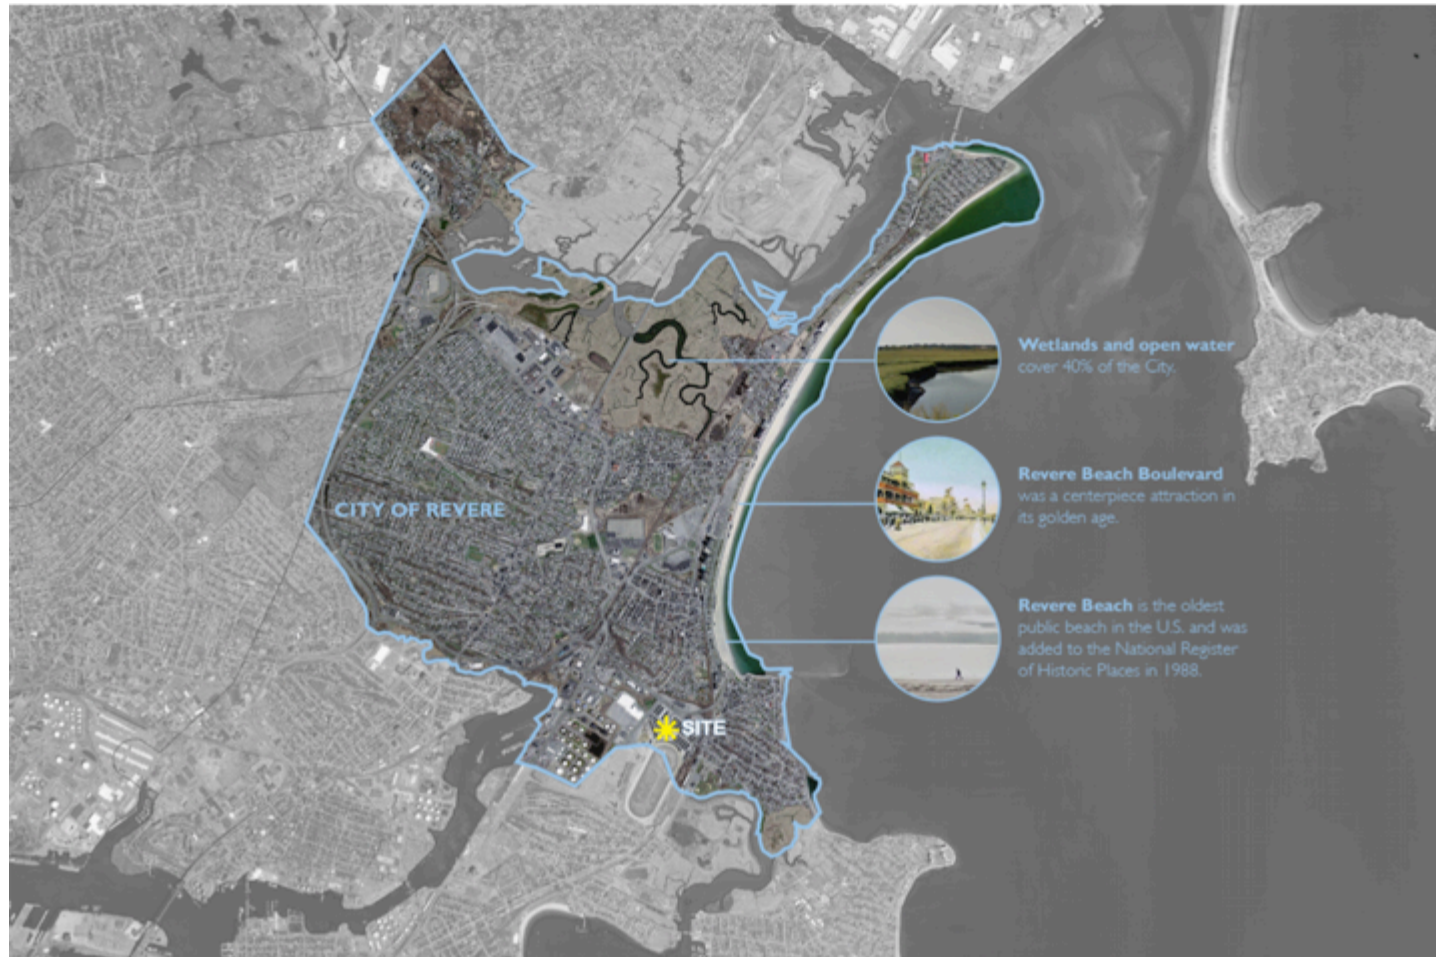 Wetlands and open water
cover 40% of the City.
Revere Beach Boulevard
was a centerpiece attraction in
its golden age.
CITY OF REVERE
Revere Beach is the oldest
public beach in the U.S. and was
added to the National Register
of Historic Places in 1988.
SITE